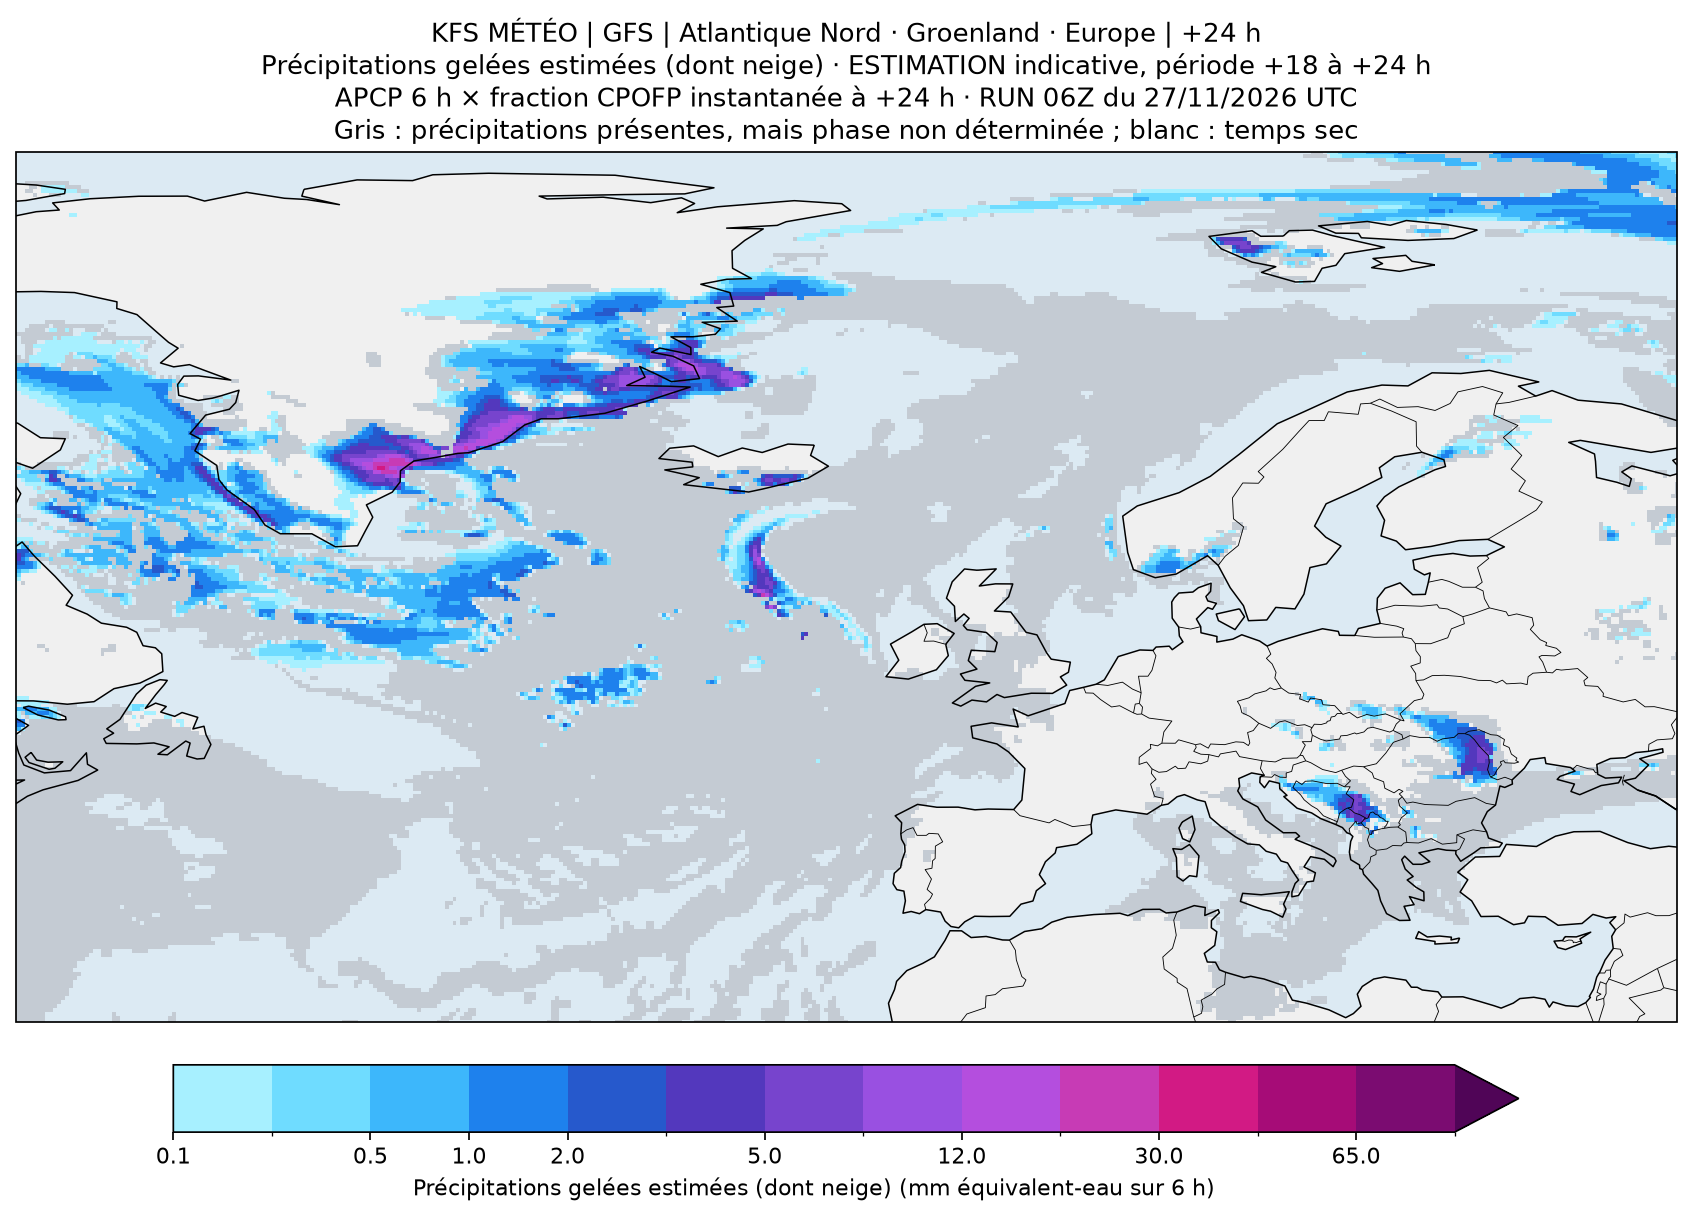 KFS MÉTÉO | GFS | Atlantique Nord · Groenland · Europe | +24 h
Précipitations gelées estimées (dont neige) · ESTIMATION indicative, période +18 à +24 h
APCP 6 h × fraction CPOFP instantanée à +24 h · RUN 06Z du 27/11/2026 UTC
Gris : précipitations présentes, mais phase non déterminée ; blanc : temps sec
0.1 0.5 1.0 2.0 5.0 12.0 30.0 65.0
Précipitations gelées estimées (dont neige) (mm équivalent-eau sur 6 h)